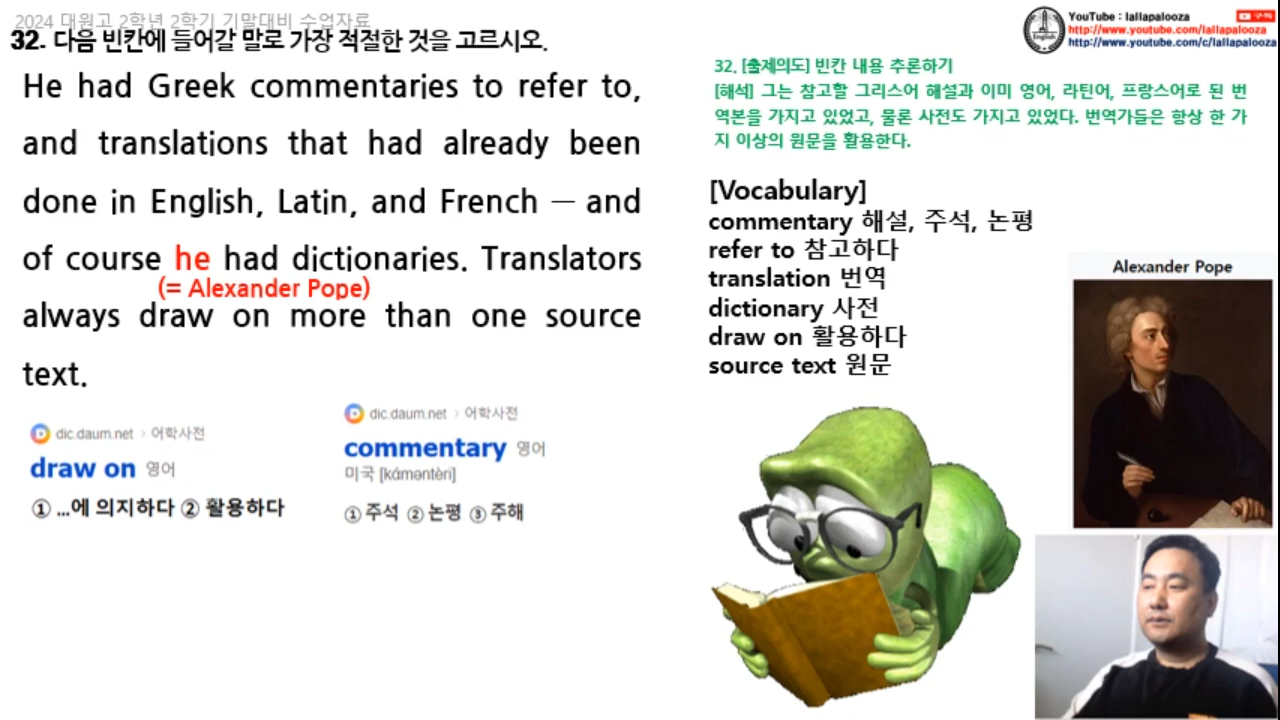 2024 대원고 2학년 2학기 기말대비 수업자료
32. 다음 빈칸에 들어갈 말로 가장 적절한 것을 고르시오.
He had Greek commentaries to refer to,
and translations that had already been
done in English, Latin, and French — and
of course he had dictionaries. Translators
(= Alexander Pope)
always draw on more than one source
text.
dic.daum.net › 어학사전
draw on 영어
① ...에 의지하다 ② 활용하다
dic.daum.net › 어학사전
commentary 영어
미국 [kάməntèri]
① 주석 ② 논평 ③ 주해
English
YouTube : lallapalooza
http://www.youtube.com/lallapalooza
http://www.youtube.com/c/lallapalooza
32. [출제의도] 빈칸 내용 추론하기
[해석] 그는 참고할 그리스어 해설과 이미 영어, 라틴어, 프랑스어로 된 번
역본을 가지고 있었고, 물론 사전도 가지고 있었다. 번역가들은 항상 한 가
지 이상의 원문을 활용한다.
[Vocabulary]
commentary 해설, 주석, 논평
refer to 참고하다
translation 번역
dictionary 사전
draw on 활용하다
source text 원문
Alexander Pope